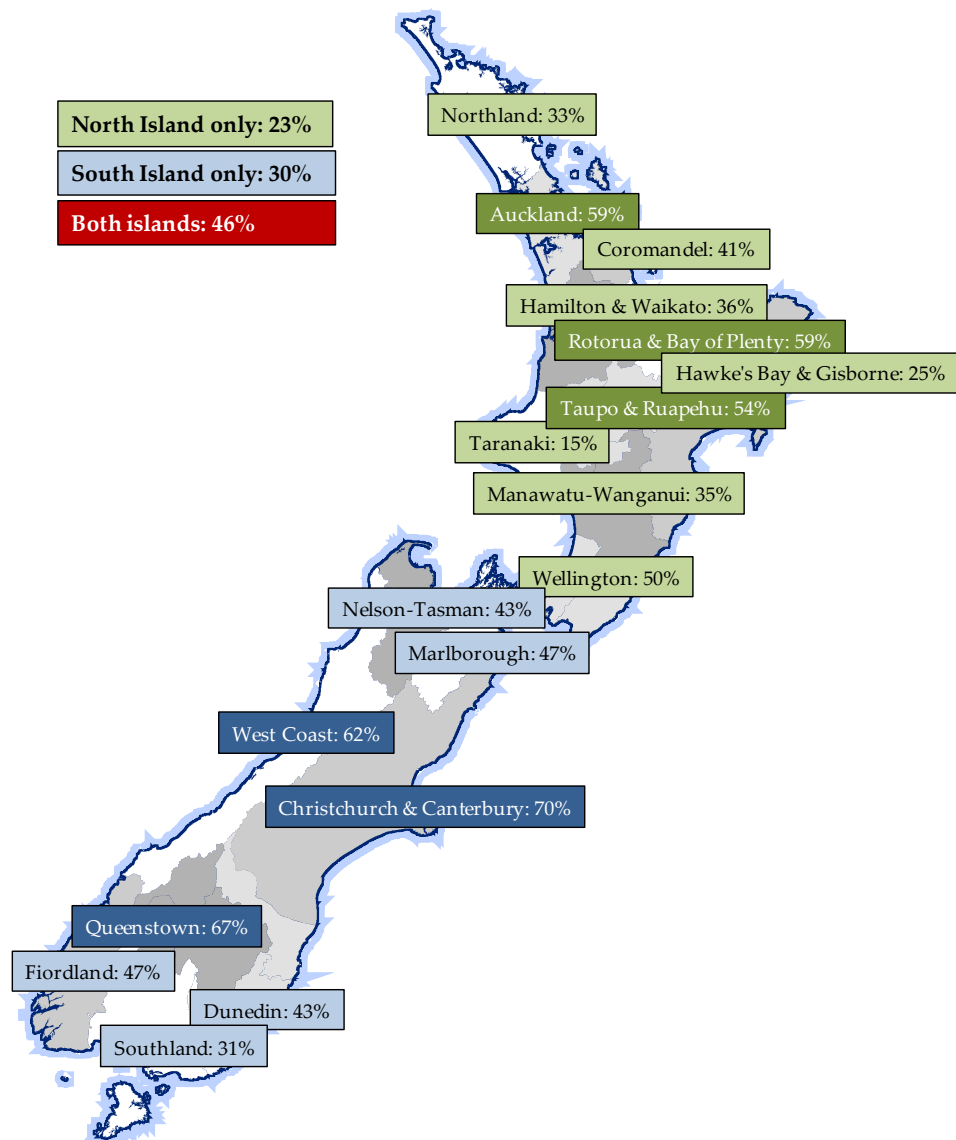 North Island only: 23%
South Island only: 30%
Both islands: 46%
Northland: 33%
Auckland: 59%
Coromandel: 41%
Hamilton & Waikato: 36%
Rotorua & Bay of Plenty: 59%
Hawke's Bay & Gisborne: 25%
Taupo & Ruapehu: 54%
Taranaki: 15%
Manawatu-Wanganui: 35%
Wellington: 50%
Nelson-Tasman: 43%
Marlborough: 47%
West Coast: 62%
Christchurch & Canterbury: 70%
Queenstown: 67%
Fiordland: 47%
Dunedin: 43%
Southland: 31%